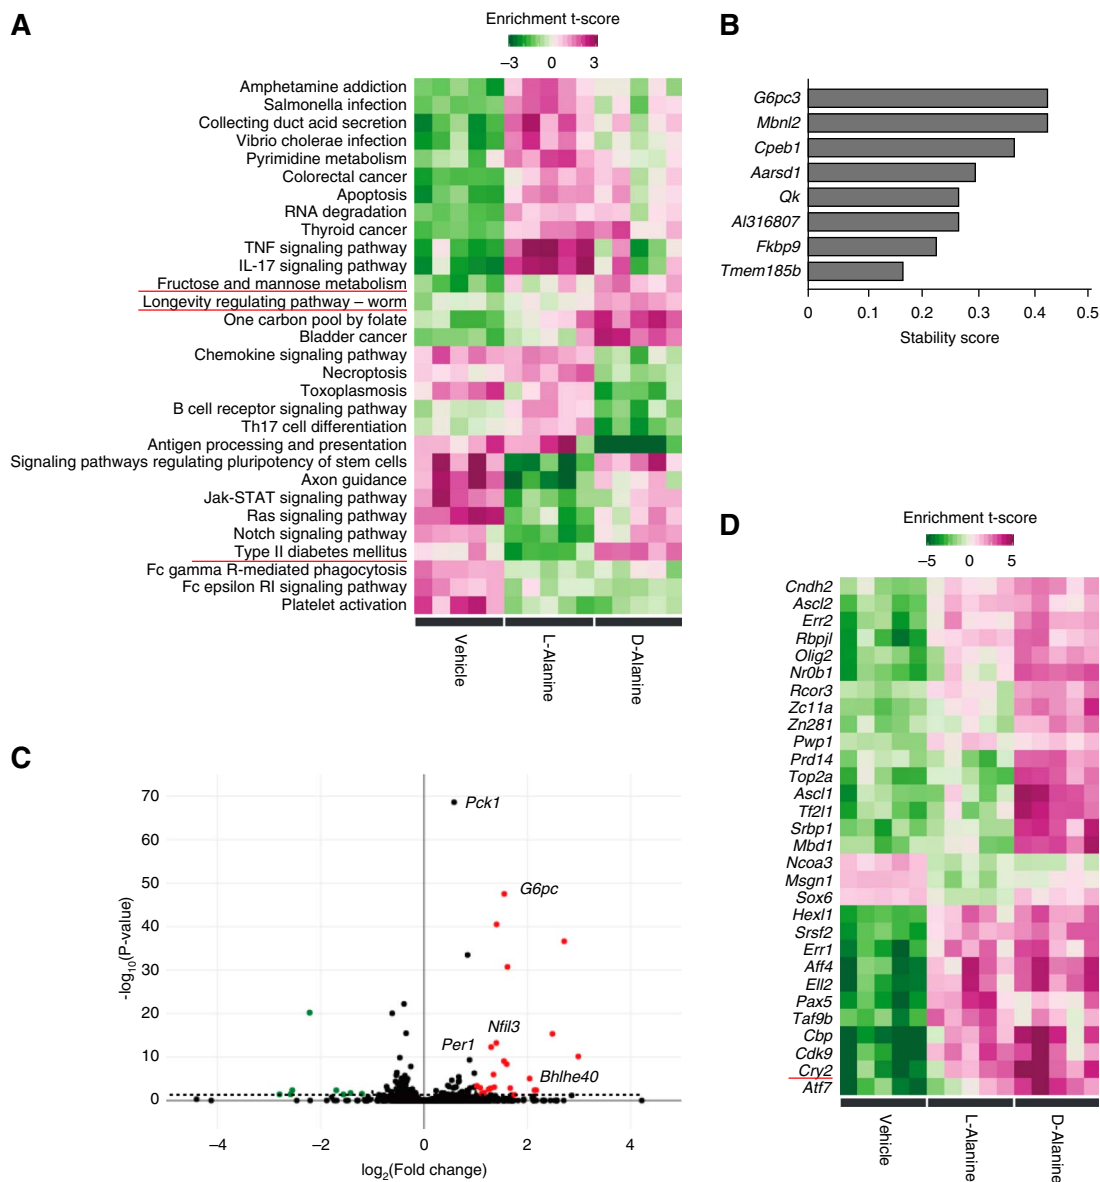 A
Enrichment t-score
−3 0 3
Amphetamine addiction
Salmonella infection
Collecting duct acid secretion
Vibrio cholerae infection
Pyrimidine metabolism
Colorectal cancer
Apoptosis
RNA degradation
Thyroid cancer
TNF signaling pathway
IL-17 signaling pathway
Fructose and mannose metabolism
Longevity regulating pathway – worm
One carbon pool by folate
Bladder cancer
Chemokine signaling pathway
Necroptosis
Toxoplasmosis
B cell receptor signaling pathway
Th17 cell differentiation
Antigen processing and presentation
Signaling pathways regulating pluripotency of stem cells
Axon guidance
Jak-STAT signaling pathway
Ras signaling pathway
Notch signaling pathway
Type II diabetes mellitus
Fc gamma R-mediated phagocytosis
Fc epsilon RI signaling pathway
Platelet activation
Vehicle
L-Alanine
D-Alanine
B
G6pc3
Mbnl2
Cpeb1
Aarsd1
Qk
AI316807
Fkbp9
Tmem185b
0 0.1 0.2 0.3 0.4 0.5
Stability score
C
-log10(P-value)
70
60
50
40
30
20
10
0
Pck1
G6pc
Nfil3
Per1
Bhlhe40
−4 −2 0 2 4
log2(Fold change)
D
Enrichment t-score
−5 0 5
Cndh2
Ascl2
Err2
Rbpjl
Olig2
Nr0b1
Rcor3
Zc11a
Zn281
Pwp1
Prd14
Top2a
Ascl1
Tf2l1
Srbp1
Mbd1
Ncoa3
Msgn1
Sox6
Hexl1
Srsf2
Err1
Aff4
Ell2
Pax5
Taf9b
Cbp
Cdk9
Cry2
Atf7
Vehicle
L-Alanine
D-Alanine